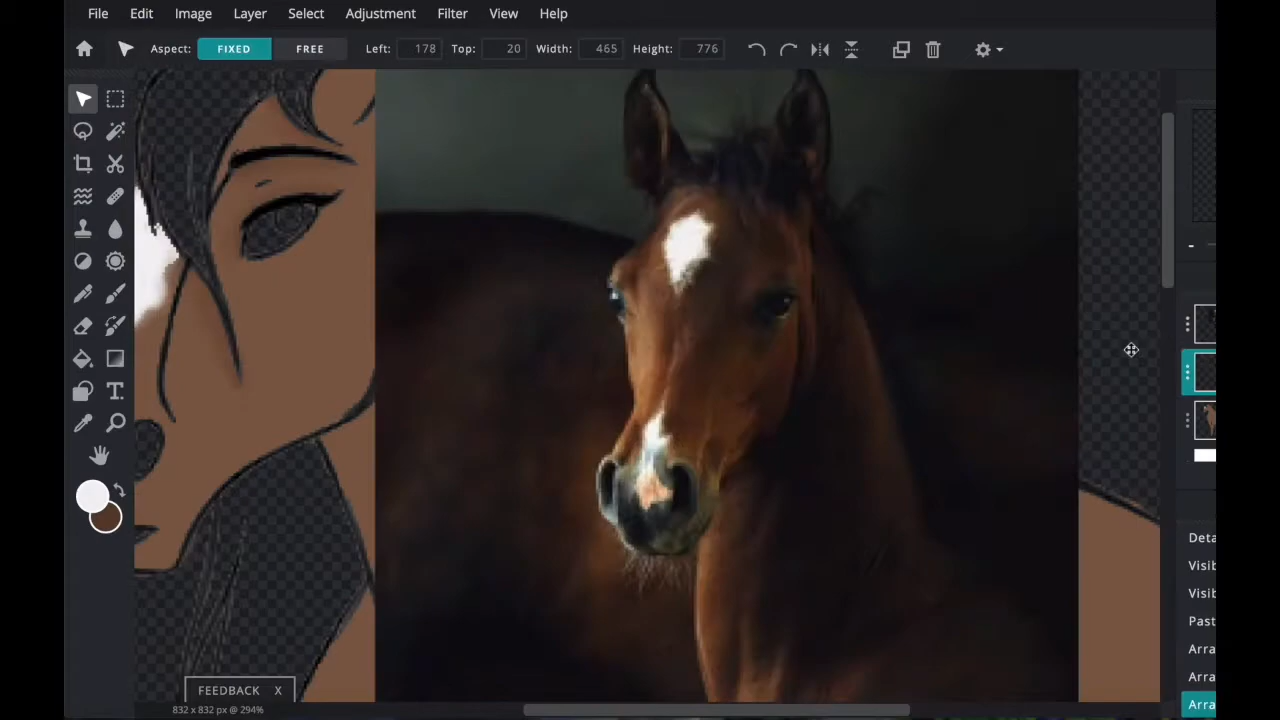 File Edit Image Layer Select Adjustment Filter View Help
Aspect: FIXED FREE Left: 178 Top: 20 Width: 465 Height: 776
T
Deta
Visib
Visib
Past
Arra
Arra
Arra
FEEDBACK X
832 x 832 px @ 294%